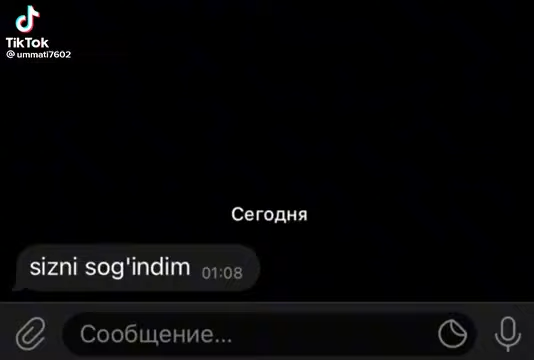 TikTok
@ummati7602
Сегодня
sizni sog'indim 01:08
Сообщение...